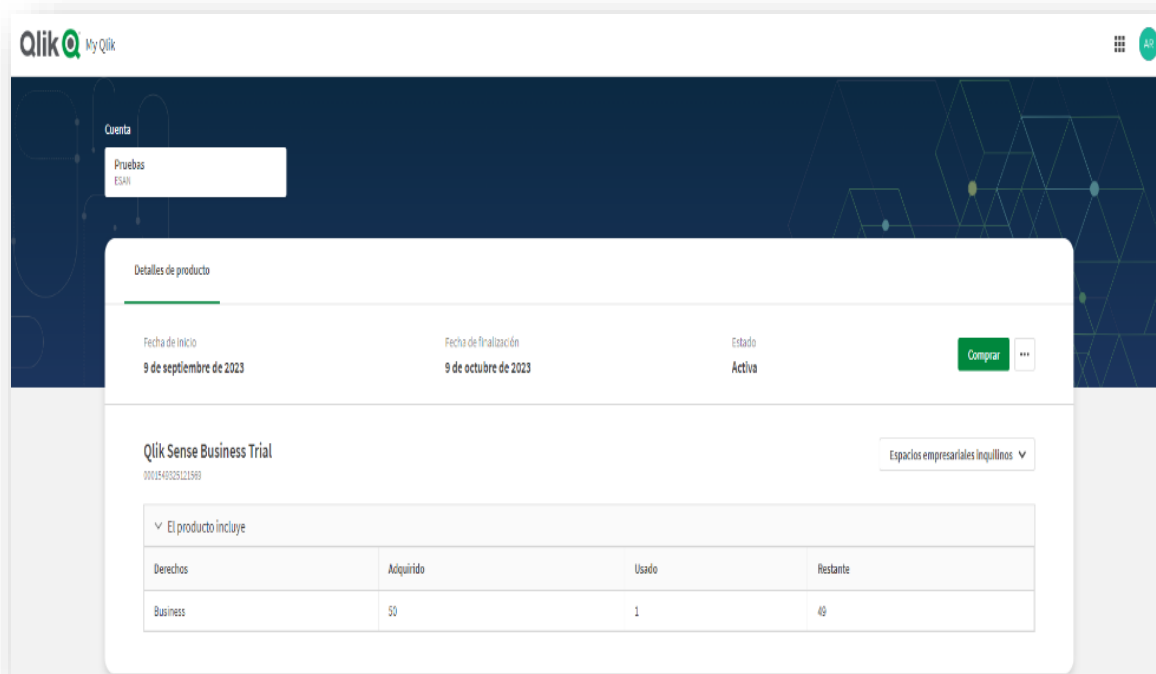 Qlik My Qlik
AR
Cuenta
Pruebas
ESAN
Detalles de producto
Fecha de inicio
Fecha de finalización
Estado
9 de septiembre de 2023
9 de octubre de 2023
Activa
Comprar
...
Qlik Sense Business Trial
0001549325121569
Espacios empresariales inquilinos
El producto incluye
Derechos Adquirido Usado Restante
Business 50 1 49